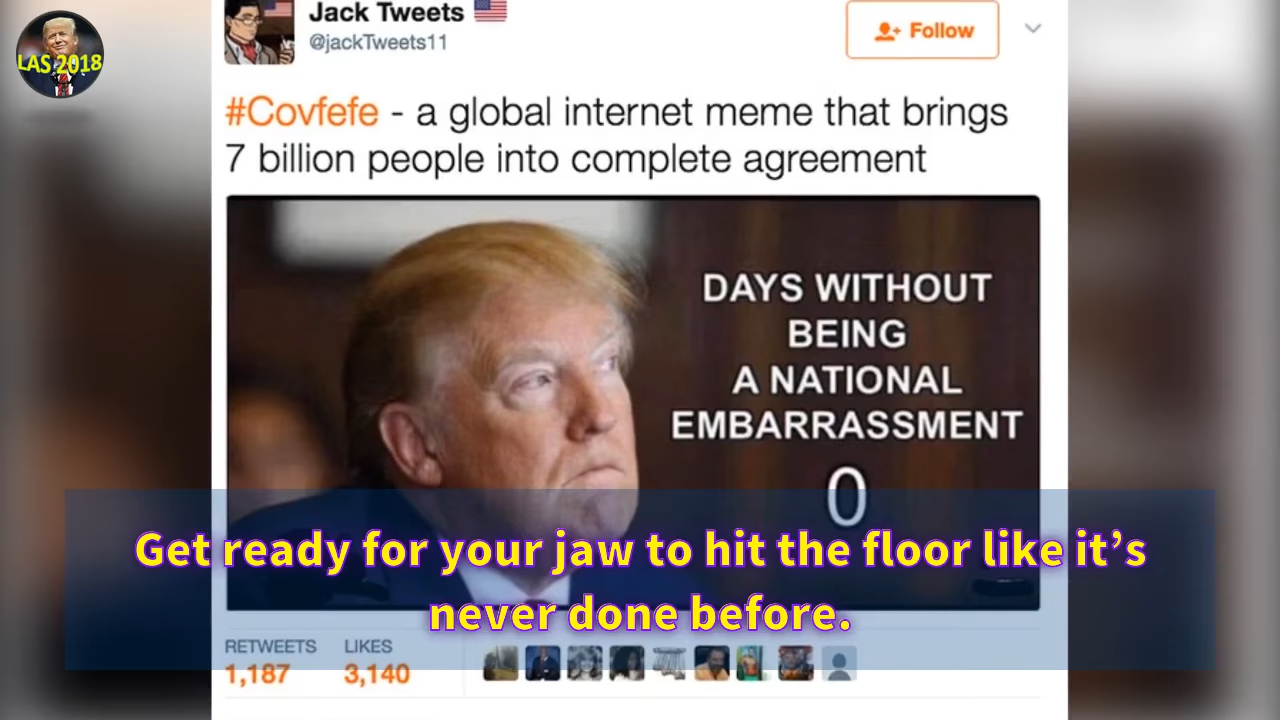 LAS 2018
Jack Tweets
@jackTweets11
Follow
#Covfefe - a global internet meme that brings
7 billion people into complete agreement
DAYS WITHOUT
BEING
A NATIONAL
EMBARRASSMENT
0
Get ready for your jaw to hit the floor like it’s
never done before.
RETWEETS LIKES
1,187 3,140